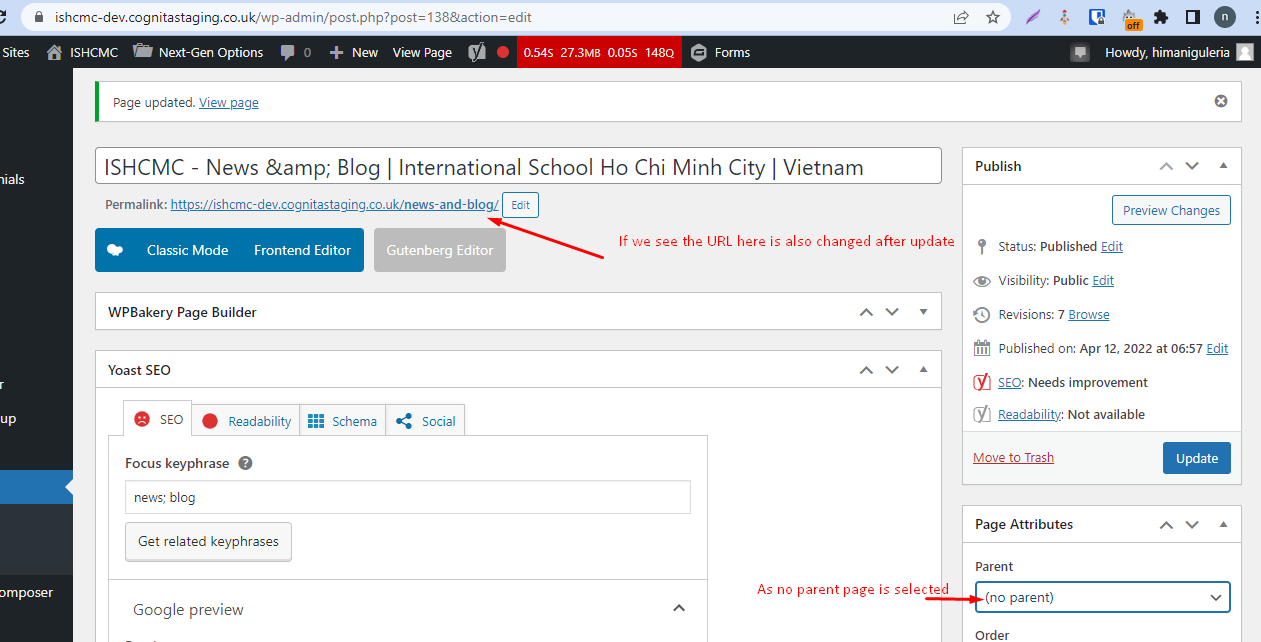 ishcmc-dev.cognitastaging.co.uk/wp-admin/post.php?post=138&action=edit
off
n
Sites ISHCMC Next-Gen Options 0 New View Page 0.54S 27.3MB 0.05S 148Q Forms Howdy, himaniguleria
Page updated. View page
ISHCMC - News &amp; Blog | International School Ho Chi Minh City | Vietnam
Permalink: https://ishcmc-dev.cognitastaging.co.uk/news-and-blog/ Edit
If we see the URL here is also changed after update
Classic Mode Frontend Editor Gutenberg Editor
WPBakery Page Builder
Yoast SEO
SEO Readability Schema Social
Focus keyphrase ?
news; blog
Get related keyphrases
Google preview
nials
r
up
omposer
Publish
Preview Changes
Status: Published Edit
Visibility: Public Edit
Revisions: 7 Browse
Published on: Apr 12, 2022 at 06:57 Edit
SEO: Needs improvement
Readability: Not available
Move to Trash Update
Page Attributes
Parent
As no parent page is selected
(no parent)
Order